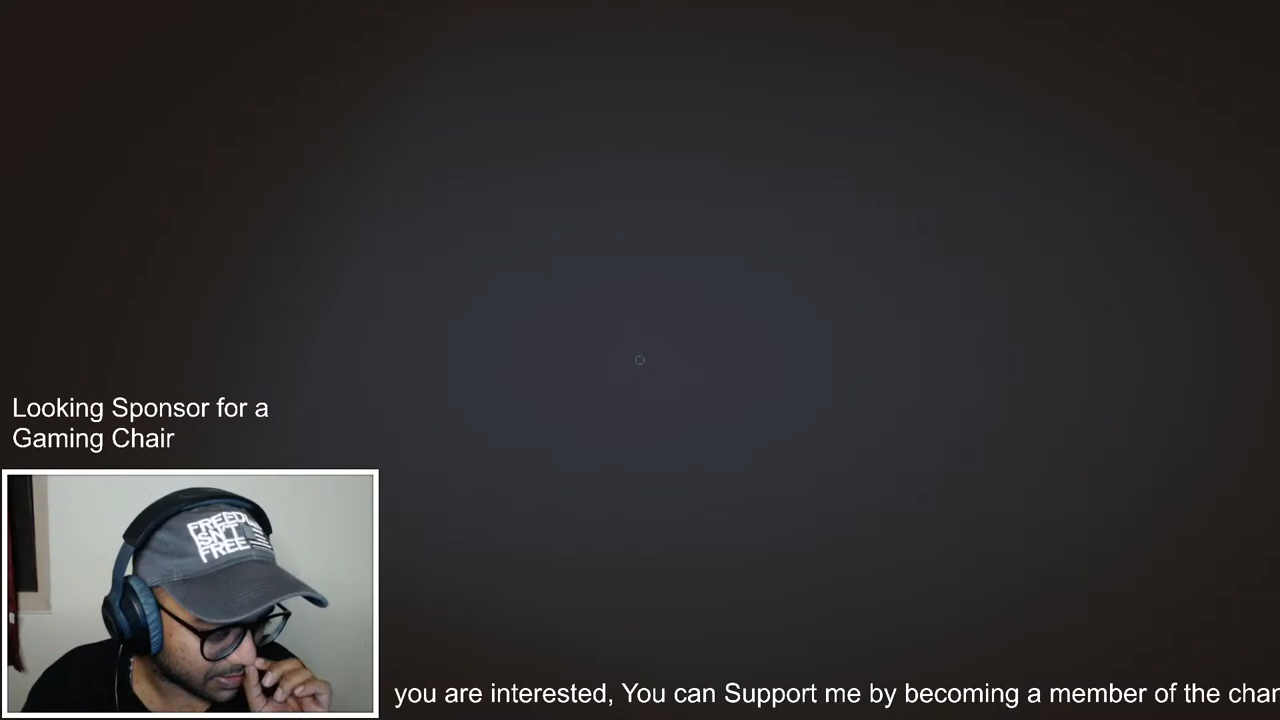 Looking Sponsor for a
Gaming Chair
FREEDOM
ISN'T
FREE
you are interested, You can Support me by becoming a member of the chan